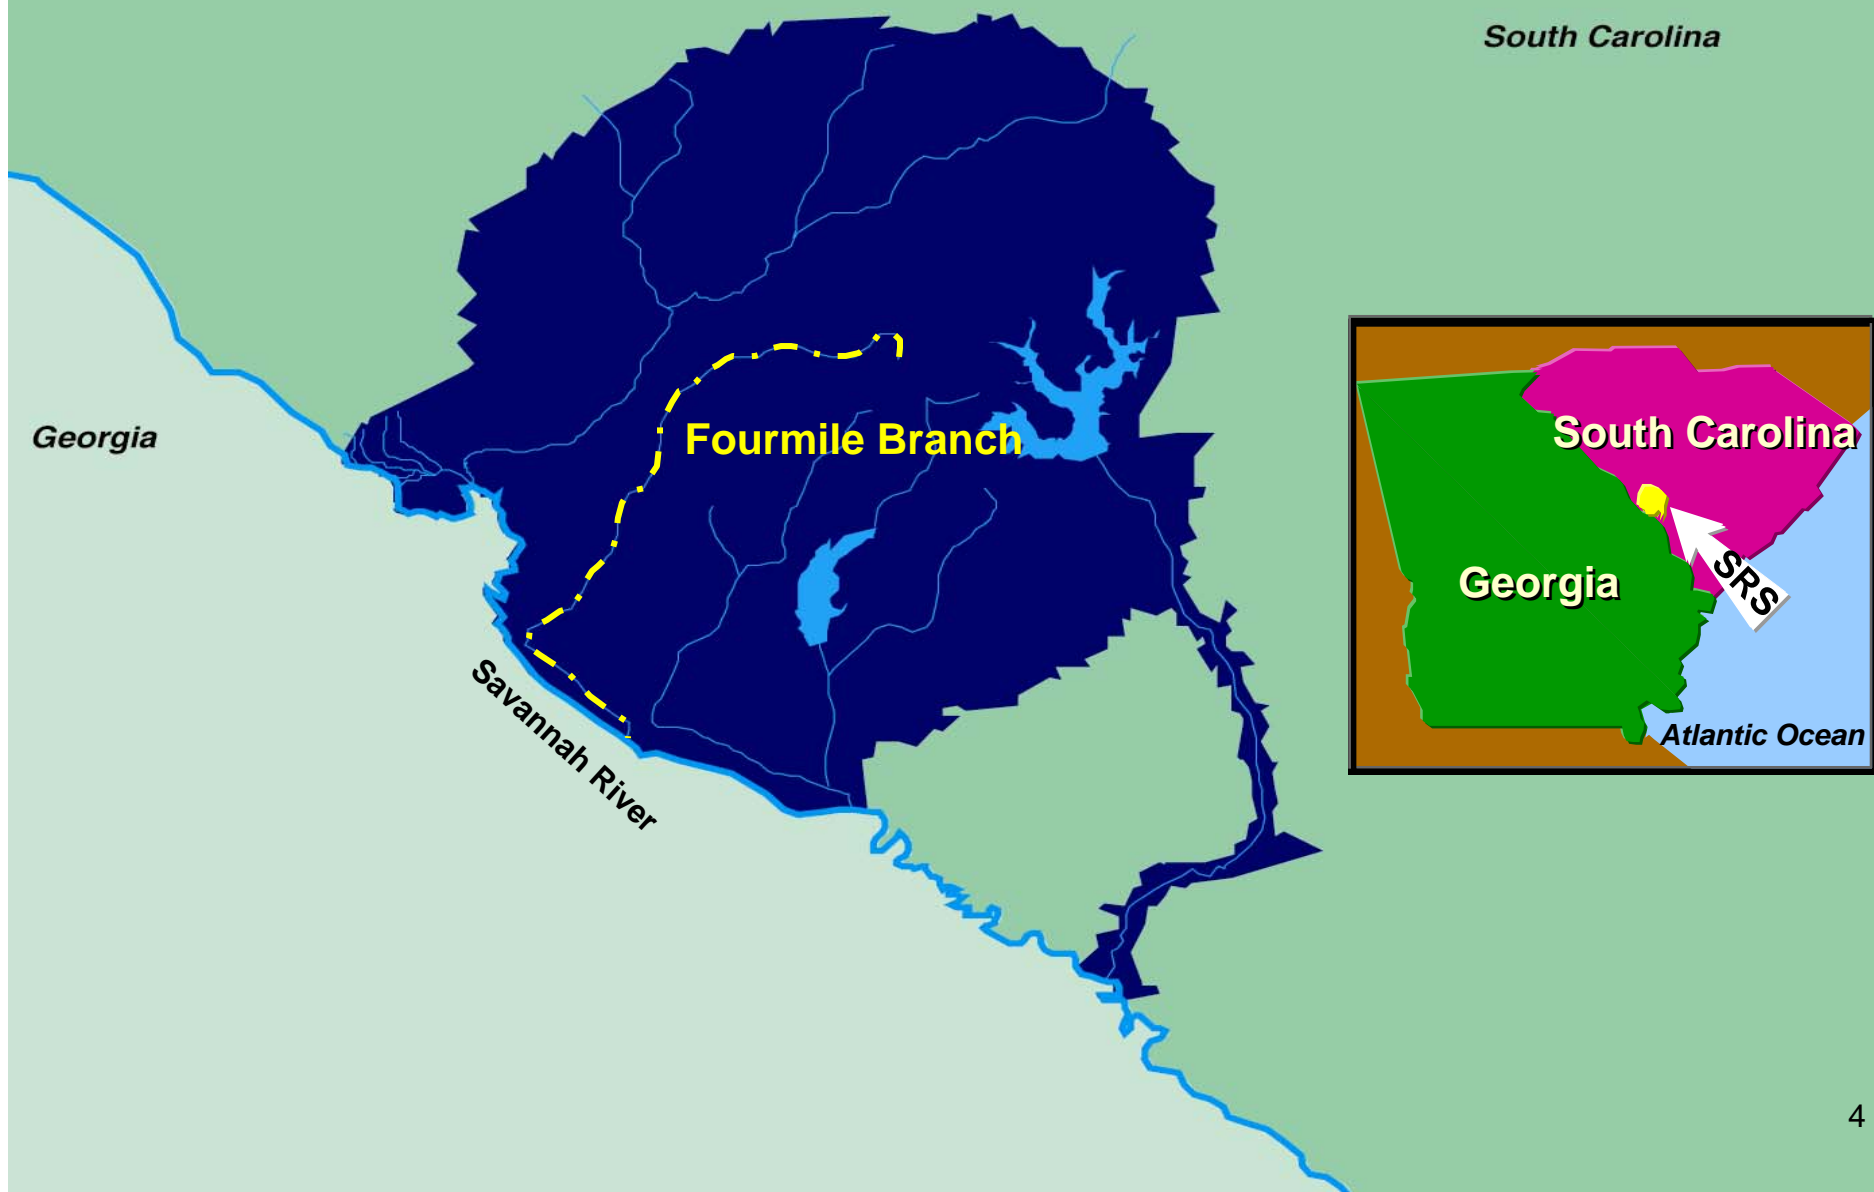 South Carolina
Georgia
Fourmile Branch
Savannah River
South Carolina
Georgia
SRS
Atlantic Ocean
4